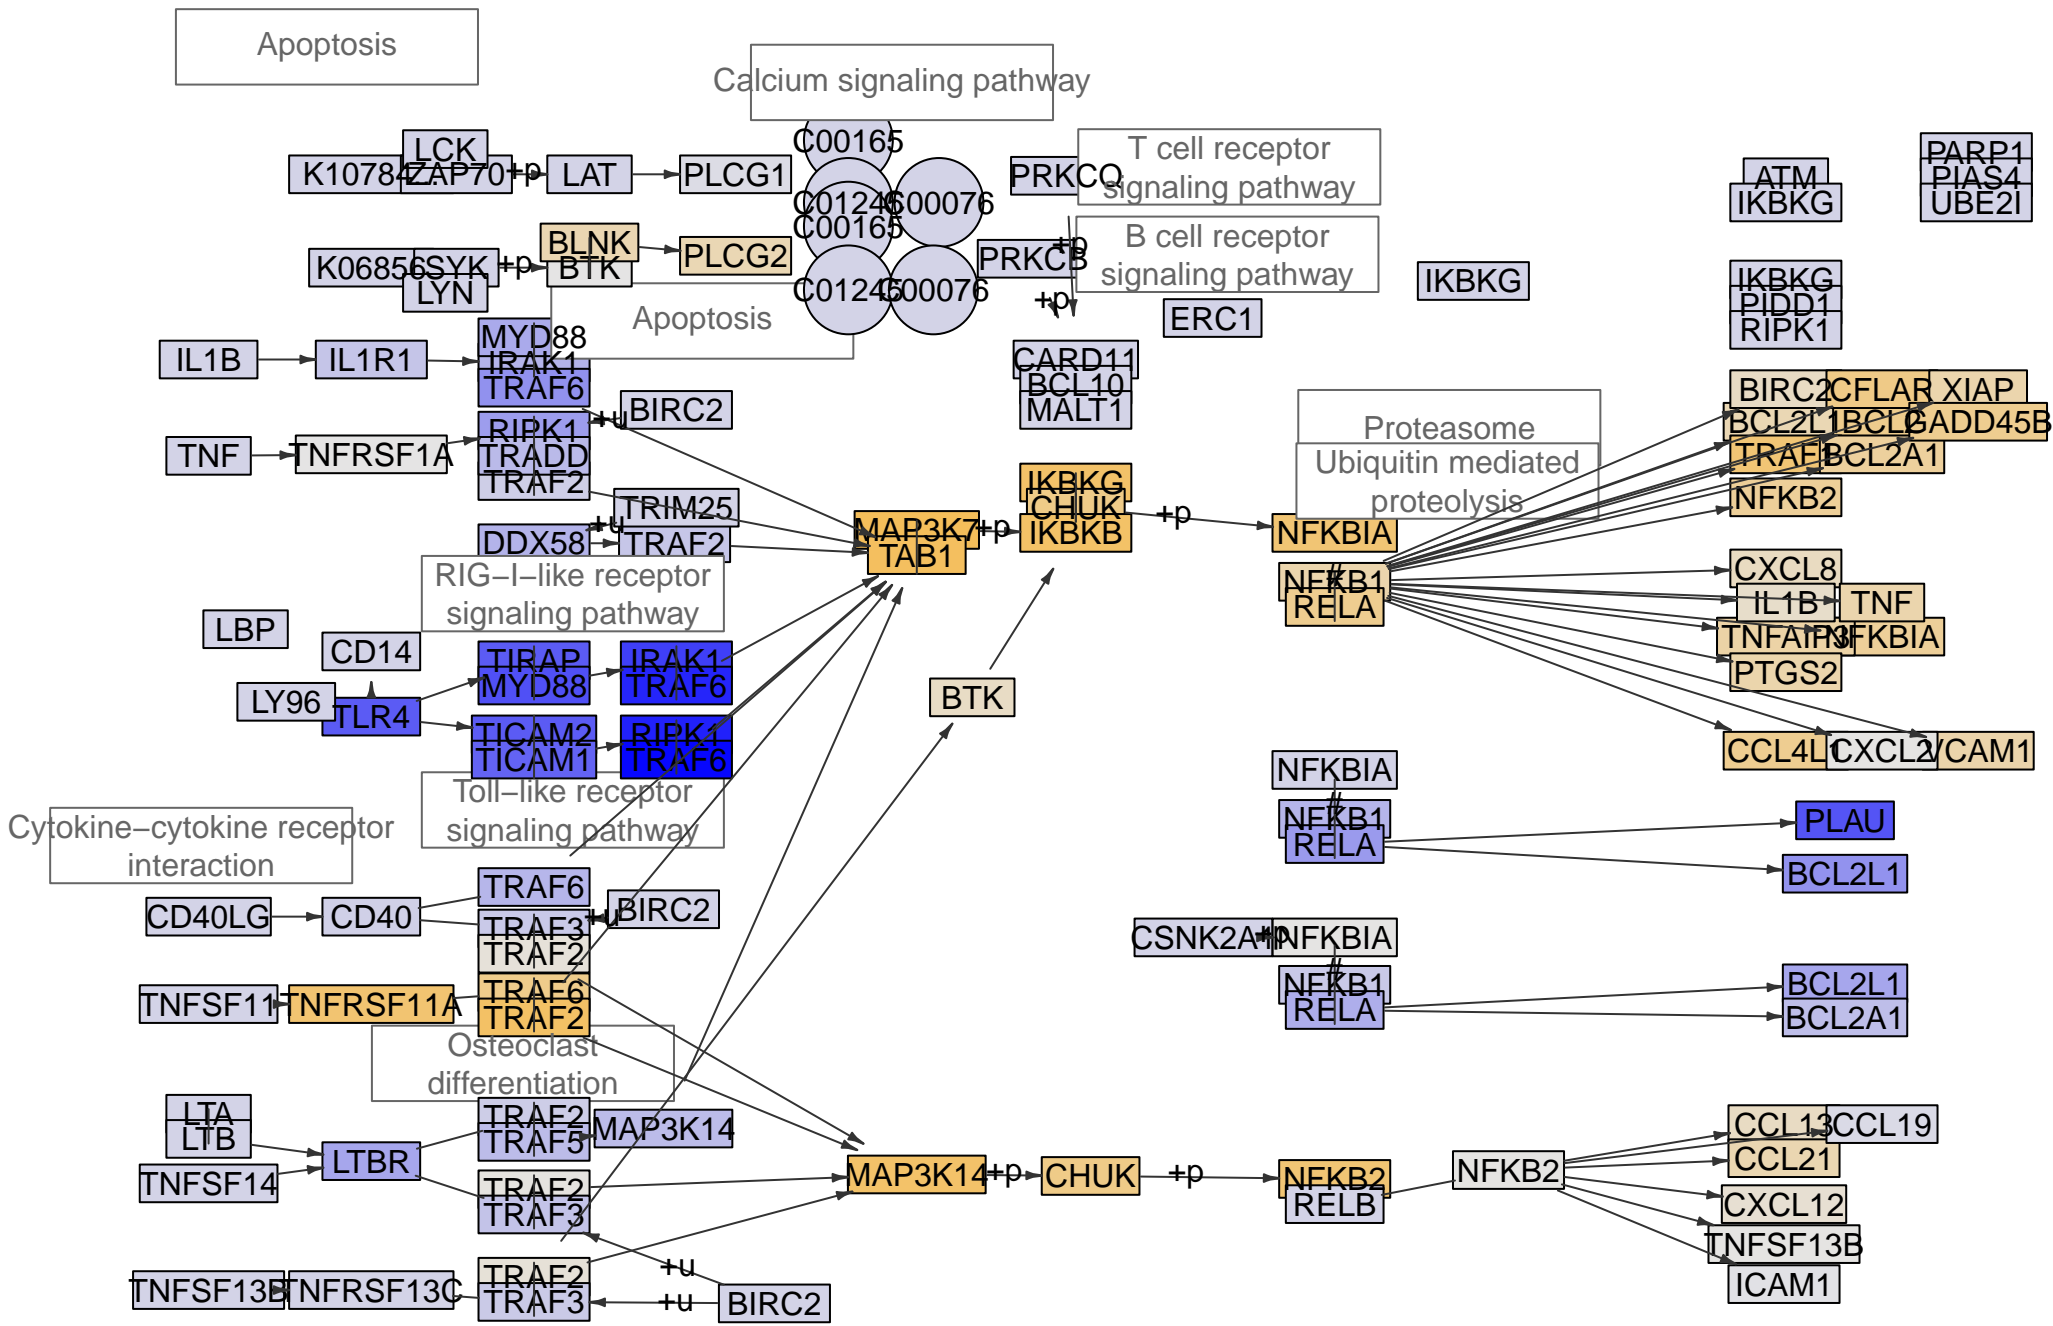 Apoptosis
Calcium signaling pathway
C00165
T cell receptor
signaling pathway
LCK
K10784
ZAP70
+p
LAT
PLCG1
PRKCQ
C01245
C00076
C00165
PARP1
PIAS4
UBE2I
ATM
IKBKG
BLNK
BTK
PLCG2
K06856
SYK
+p
LYN
PRKCB
+p
B cell receptor
signaling pathway
C01245
C00076
+p
IKBKG
IKBKG
PIDD1
RIPK1
Apoptosis
ERC1
IL1B
IL1R1
MYD88
IRAK1
TRAF6
CARD11
BCL10
MALT1
BIRC2
+u
TNF
TNFRSF1A
RIPK1
TRADD
TRAF2
Proteasome
Ubiquitin mediated
proteolysis
BIRC2
CFLAR
XIAP
BCL2L1
BCL2
GADD45B
TRAF1
BCL2A1
NFKB2
TRIM25
+u
DDX58
TRAF2
RIG−I−like receptor
signaling pathway
MAP3K7
TAB1
+p
IKBKG
CHUK
IKBKB
+p
NFKBIA
#
NFKB1
RELA
CXCL8
IL1B
TNF
TNFAIP3
NFKBIA
PTGS2
LBP
CD14
LY96
TLR4
TIRAP
MYD88
IRAK1
TRAF6
TICAM2
TICAM1
RIPK1
TRAF6
BTK
CCL4L1
CXCL2
VCAM1
Toll−like receptor
signaling pathway
Cytokine−cytokine receptor
interaction
NFKBIA
#
NFKB1
RELA
PLAU
BCL2L1
CD40LG
CD40
TRAF6
TRAF3
TRAF2
+u
BIRC2
CSNK2A1
+p
NFKBIA
#
NFKB1
RELA
BCL2L1
BCL2A1
TNFSF11
TNFRSF11A
TRAF6
TRAF2
Osteoclast
differentiation
LTA
LTB
TNFSF14
LTBR
TRAF2
TRAF5
MAP3K14
TRAF2
TRAF3
MAP3K14
+p
CHUK
+p
NFKB2
RELB
NFKB2
CCL13
CCL19
CCL21
CXCL12
TNFSF13B
ICAM1
TNFSF13B
TNFRSF13C
TRAF2
TRAF3
+u
+u
BIRC2